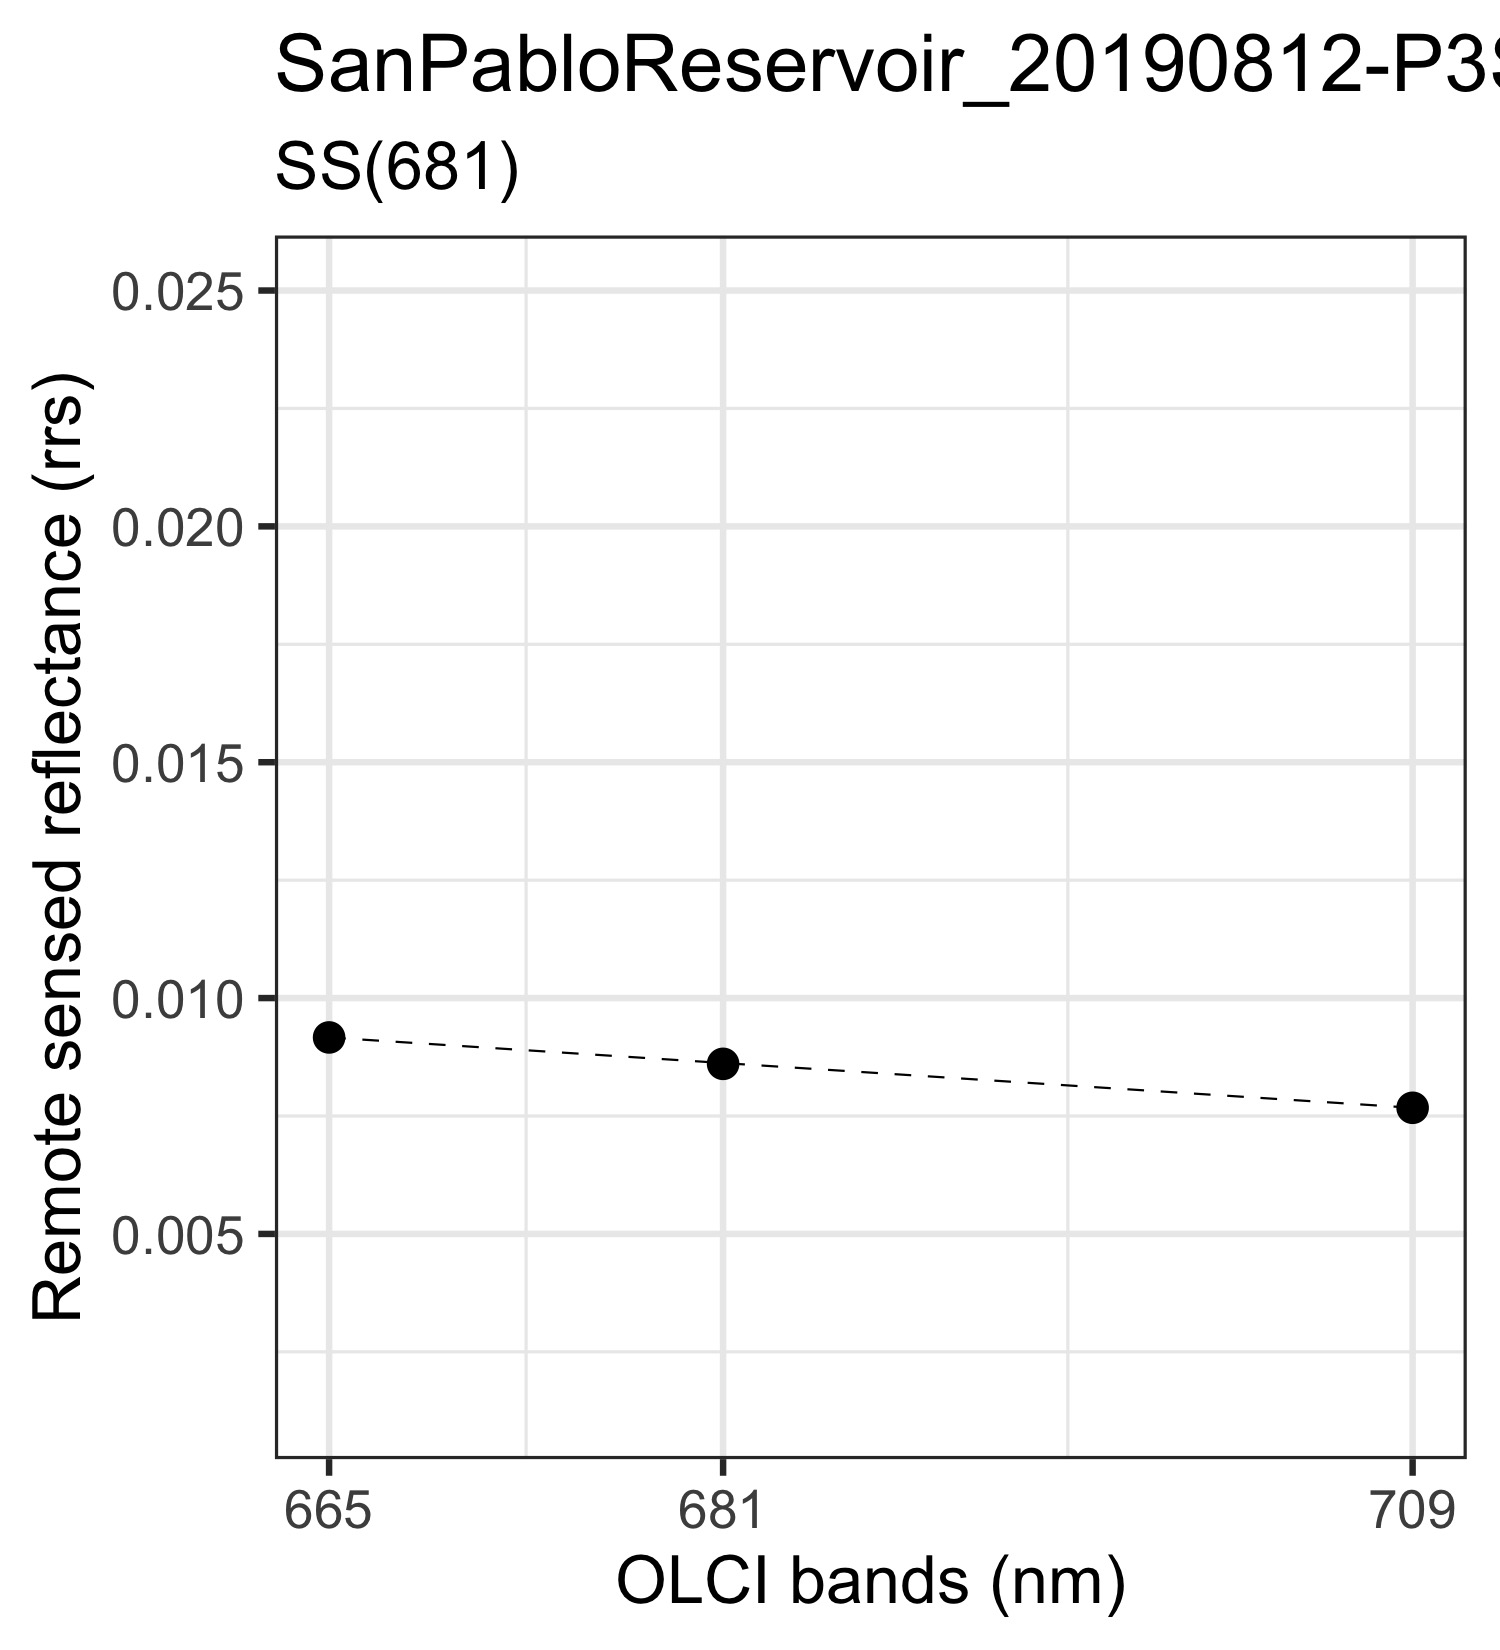 SanPabloReservoir_20190812-P3
SS(681)
Remote sensed reflectance (rrs)
0.025
0.020
0.015
0.010
0.005
665 681 709
OLCI bands (nm)